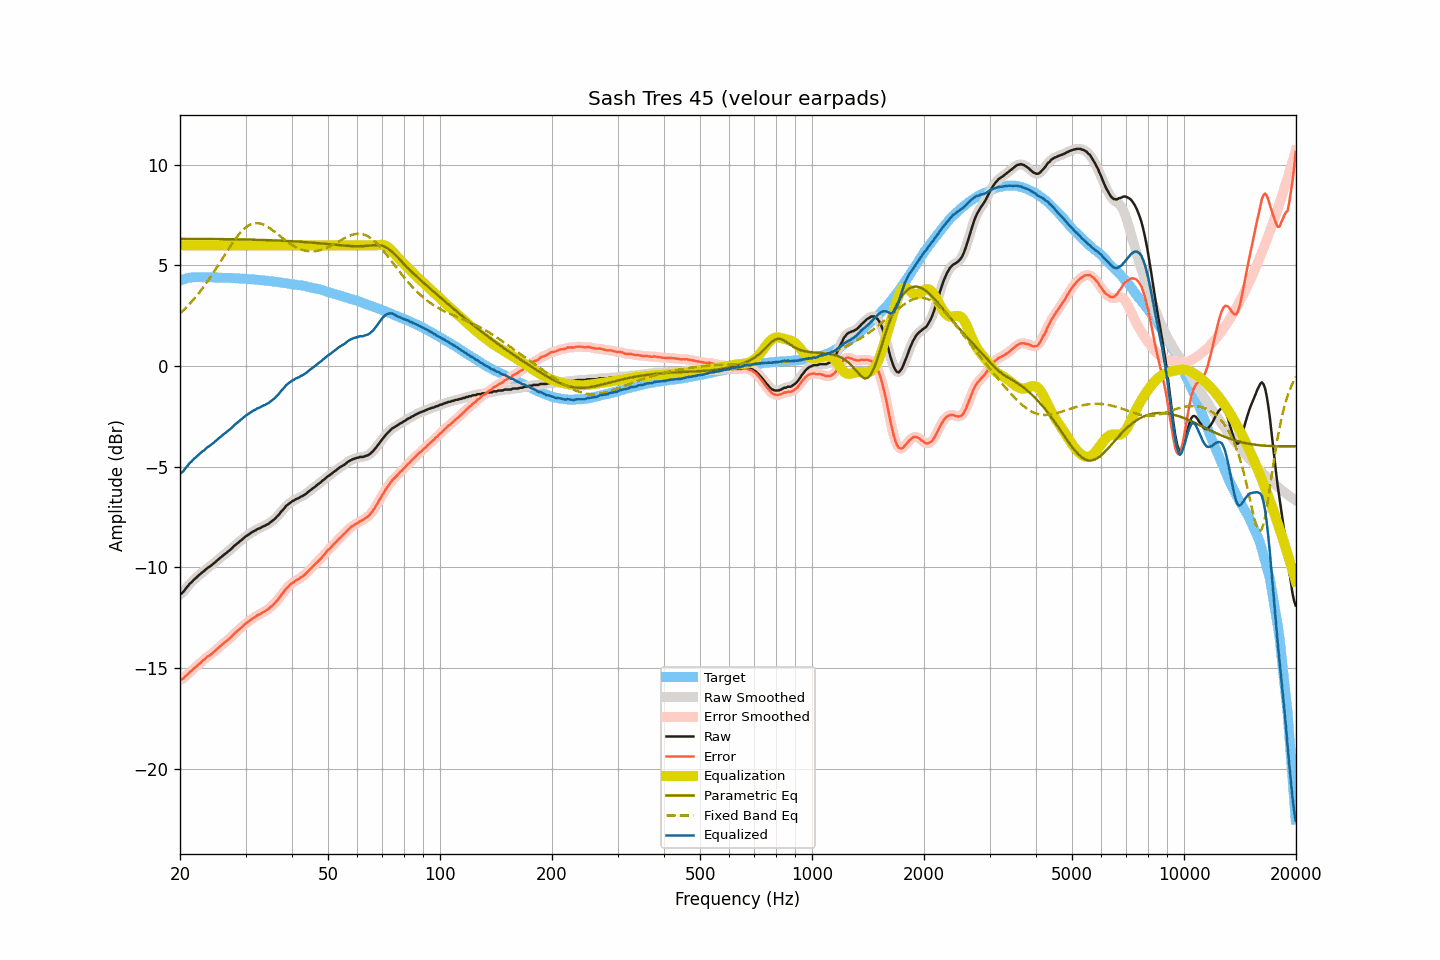 Sash Tres 45 (velour earpads)
Amplitude (dBr)
10
5
0
−5
−10
−15
−20
Target
Raw Smoothed
Error Smoothed
Raw
Error
Equalization
Parametric Eq
Fixed Band Eq
Equalized
20 50 100 200 500 1000 2000 5000 10000 20000
Frequency (Hz)